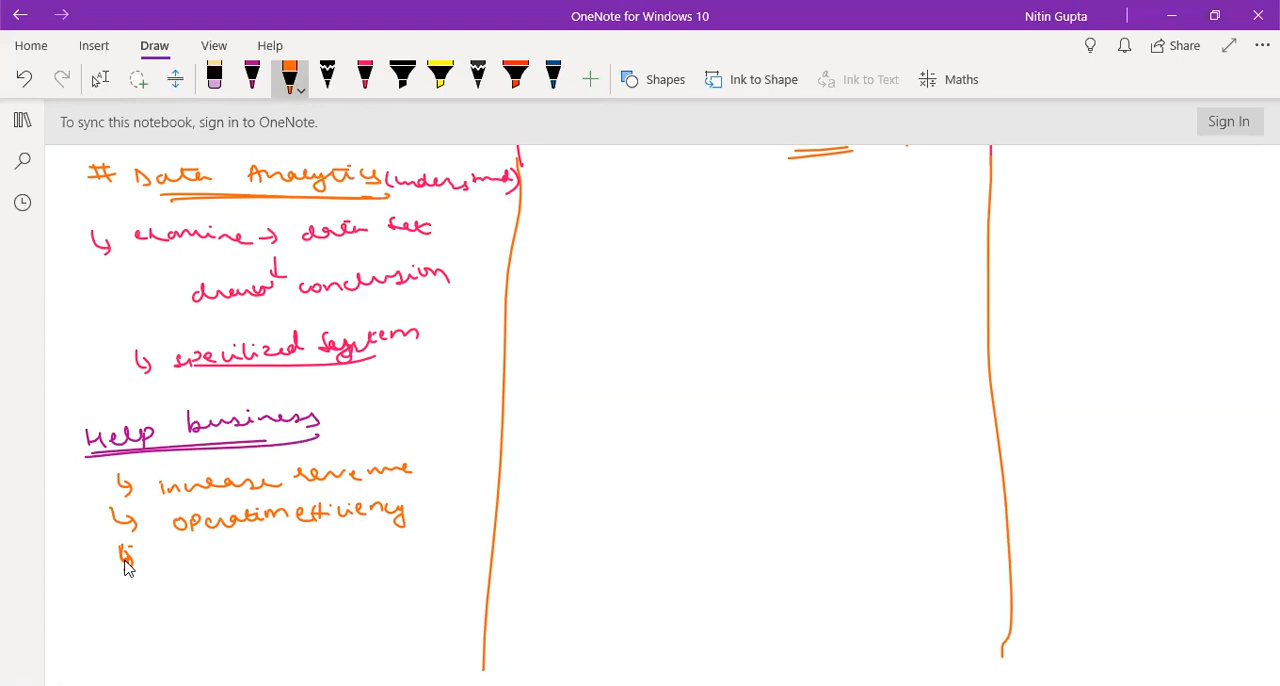 OneNote for Windows 10
Nitin Gupta
Home Insert Draw View Help
Share
Shapes Ink to Shape Ink to Text Maths
To sync this notebook, sign in to OneNote.
Sign In
# Data Analytics (understand)
↳ examine → data set
↓
draw conclusion
↳ specilized system
Help business
↳ increase revenue
↳ operation efficiency